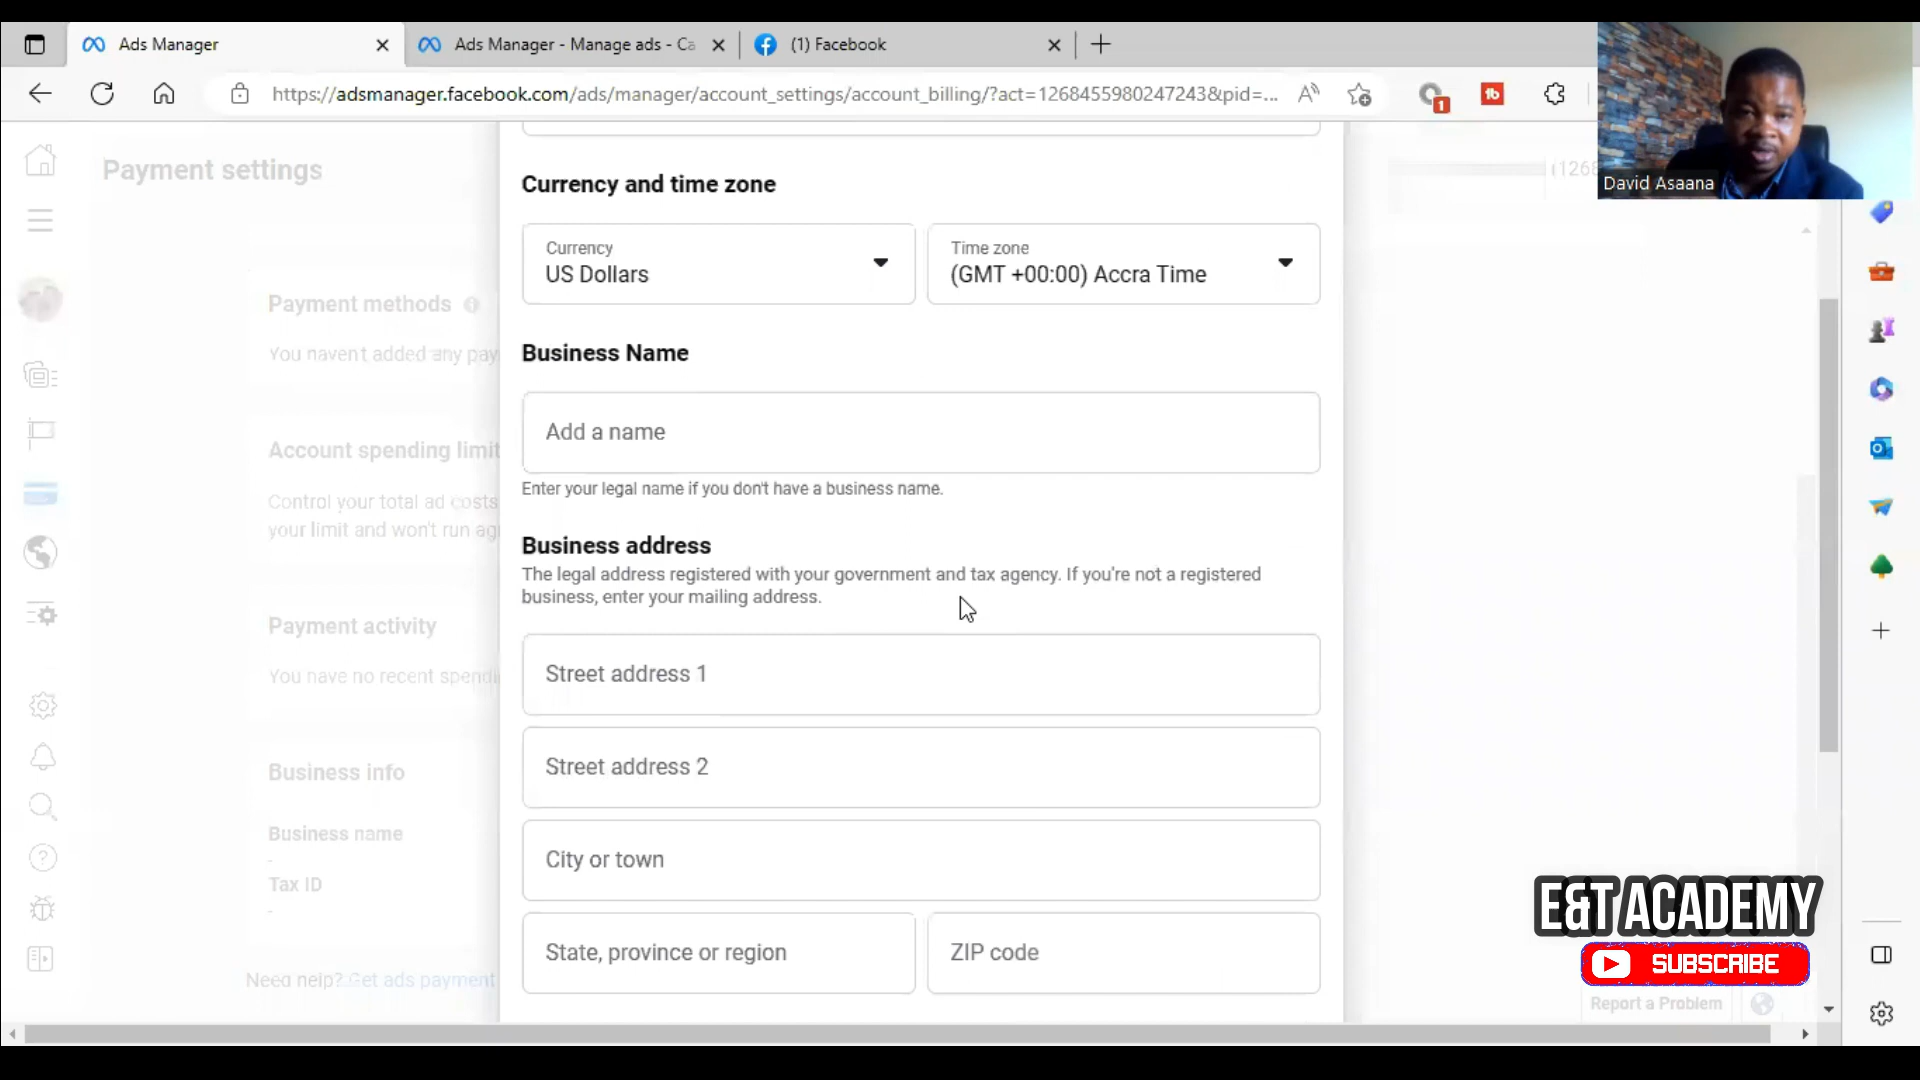 Ads Manager
Ads Manager - Manage ads - Ca
(1) Facebook
https://adsmanager.facebook.com/ads/manager/account_settings/account_billing/?act=1268455980247243&pid=...
1
tb
David Asaana
Payment settings
(1268
Currency and time zone
Currency
US Dollars
Time zone
(GMT +00:00) Accra Time
Payment methods
You haven't added any pay
Business Name
Add a name
Enter your legal name if you don't have a business name.
Account spending limit
Control your total ad costs
your limit and won't run ag
Business address
The legal address registered with your government and tax agency. If you're not a registered
business, enter your mailing address.
Payment activity
You have no recent spendi
Street address 1
Street address 2
Business info
Business name
-
Tax ID
-
City or town
State, province or region
ZIP code
Need help? Get ads payment
E&T ACADEMY
SUBSCRIBE
Report a Problem